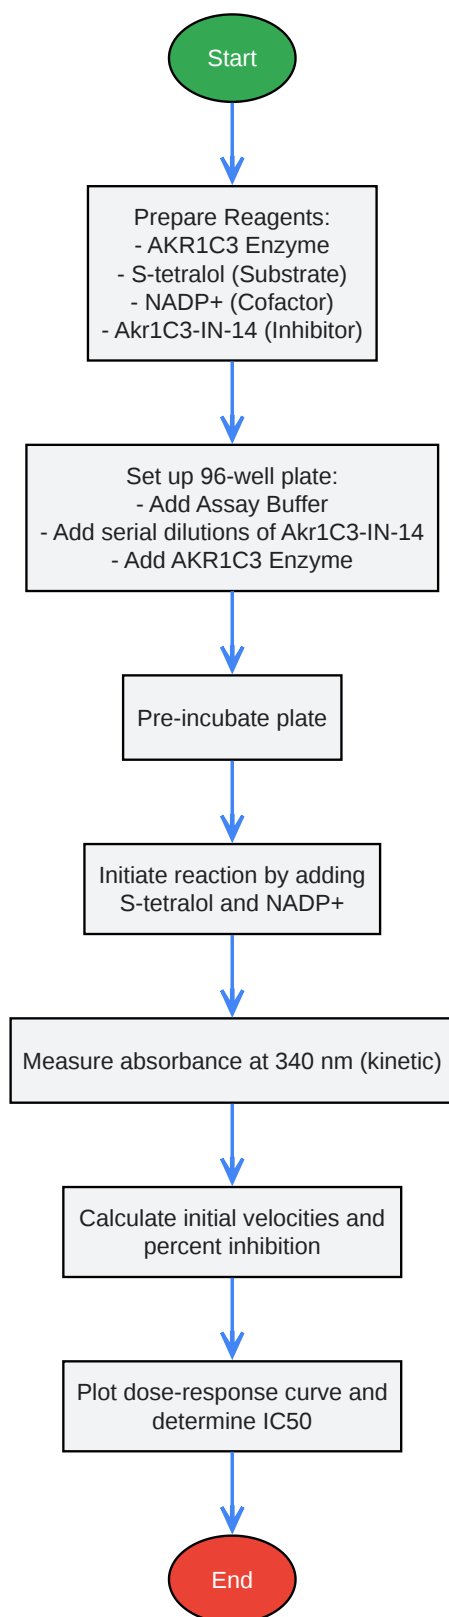 Start
Prepare Reagents:
- AKR1C3 Enzyme
- S-tetralol (Substrate)
- NADP+ (Cofactor)
- Akr1C3-IN-14 (Inhibitor)
Set up 96-well plate:
- Add Assay Buffer
- Add serial dilutions of Akr1C3-IN-14
- Add AKR1C3 Enzyme
Pre-incubate plate
Initiate reaction by adding
S-tetralol and NADP+
Measure absorbance at 340 nm (kinetic)
Calculate initial velocities and
percent inhibition
Plot dose-response curve and
determine IC50
End